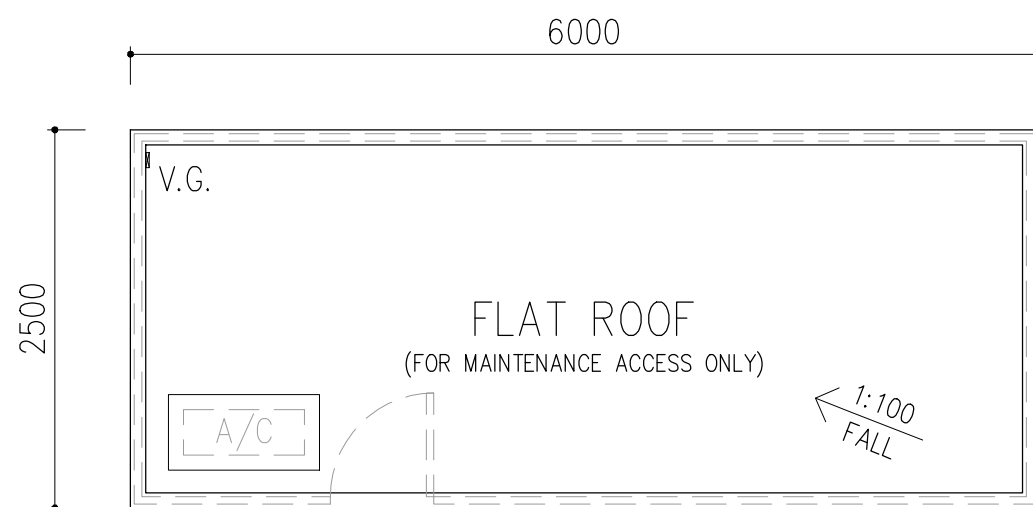 6000
V.G.
2500
FLAT ROOF
(FOR MAINTENANCE ACCESS ONLY)
A/C
1:100
FALL